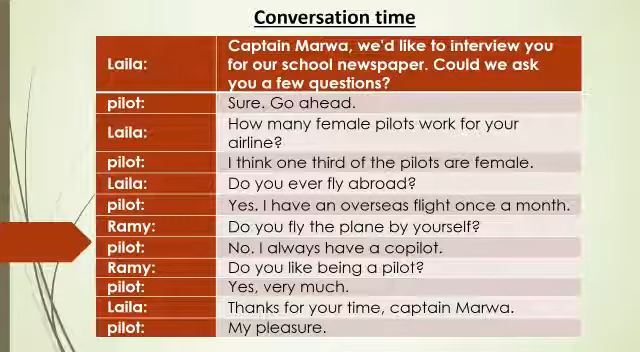 Conversation time
Laila: Captain Marwa, we'd like to interview you
for our school newspaper. Could we ask
you a few questions?
pilot: Sure. Go ahead.
Laila: How many female pilots work for your
airline?
pilot: I think one third of the pilots are female.
Laila: Do you ever fly abroad?
pilot: Yes. I have an overseas flight once a month.
Ramy: Do you fly the plane by yourself?
pilot: No. I always have a copilot.
Ramy: Do you like being a pilot?
pilot: Yes, very much.
Laila: Thanks for your time, captain Marwa.
pilot: My pleasure.